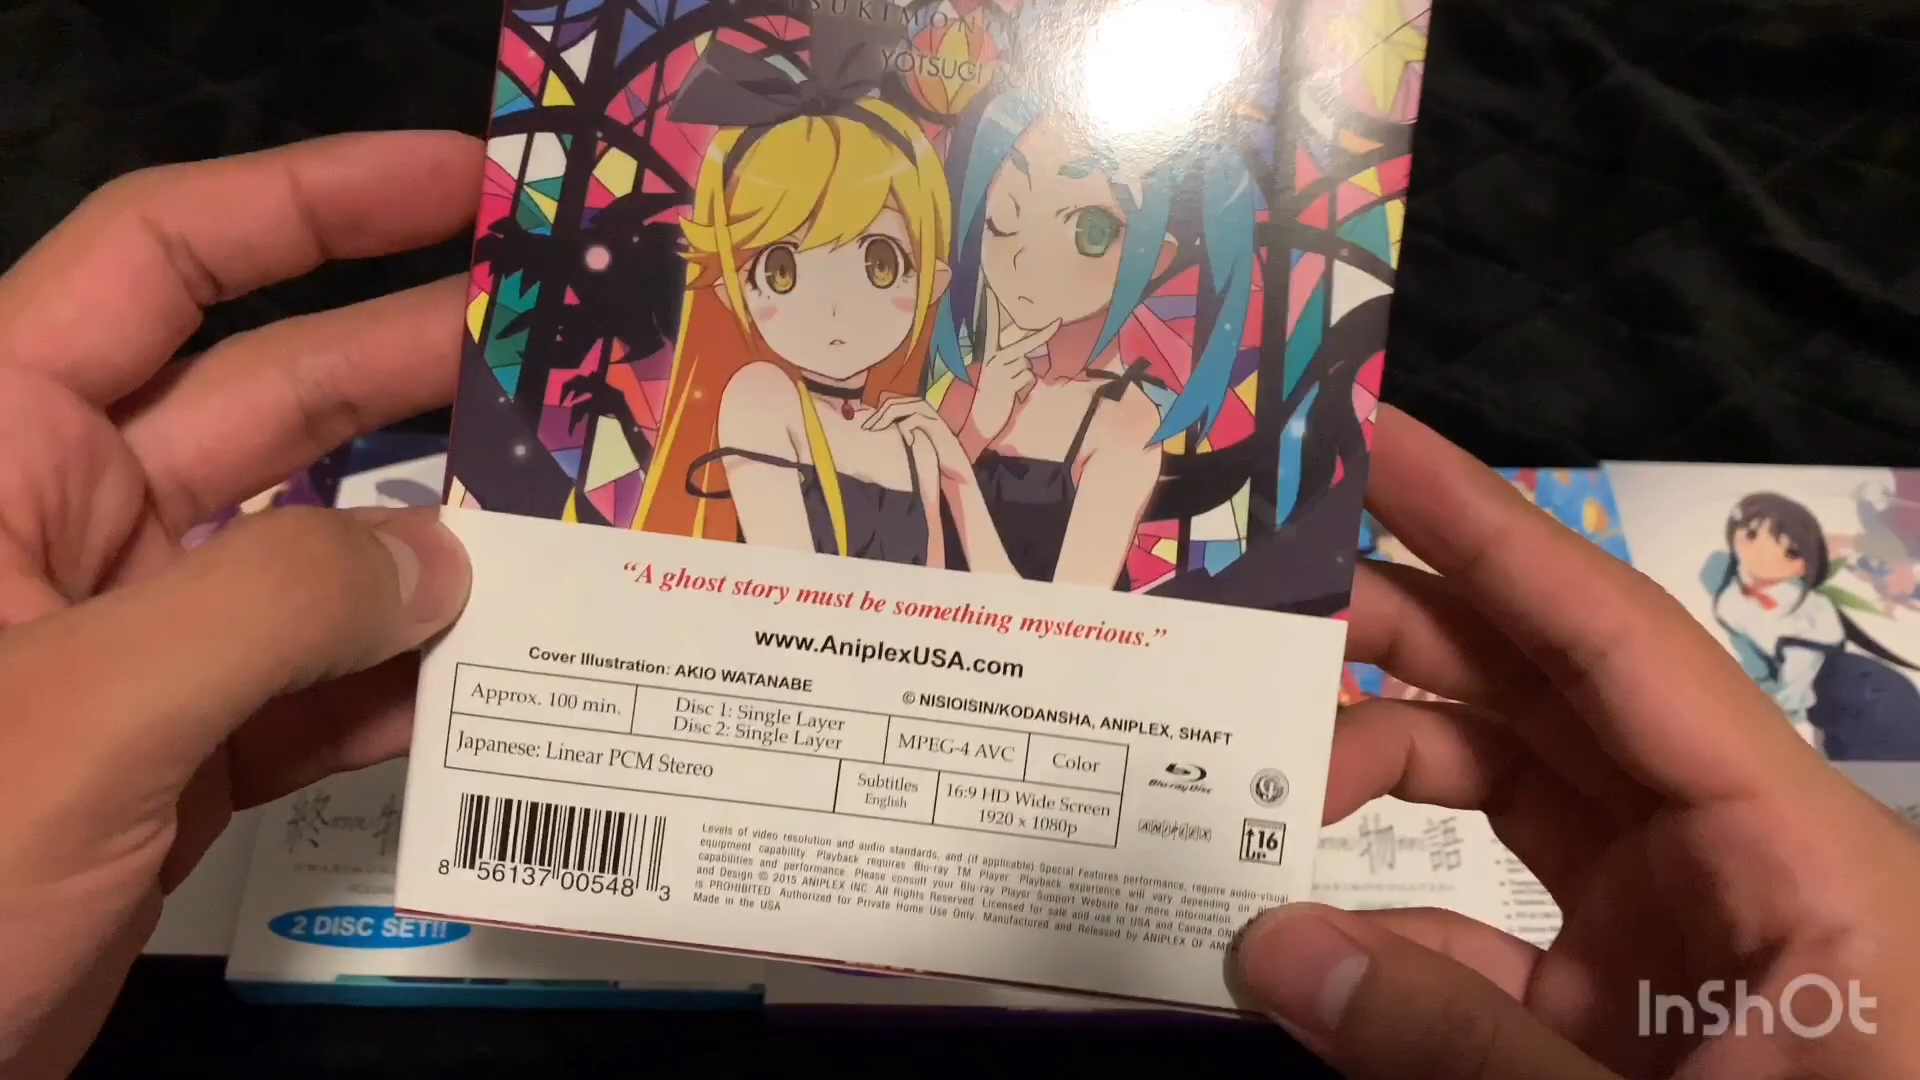 YOTSUGI
“A ghost story must be something mysterious.”
www.AniplexUSA.com
Cover Illustration: AKIO WATANABE
© NISIOISIN/KODANSHA, ANIPLEX, SHAFT
Approx. 100 min.
Disc 1: Single Layer
Disc 2: Single Layer
MPEG-4 AVC
Color
Japanese: Linear PCM Stereo
Subtitles
English
16:9 HD Wide Screen
1920 x 1080p
Blu-ray Disc
ANIPLEX
16
UP
8 56137 00548 3
Levels of video resolution and audio standards, and (if applicable) Special Features performance, require audio-visual
equipment capability. Playback requires Blu-ray TM Player. Playback experience will vary depending on
capabilities and performance. Please consult your Blu-ray Player Support Website for more information.
and Design © 2015 ANIPLEX INC. All Rights Reserved. Licensed for sale and use in USA and Canada
is PROHIBITED. Authorized for Private Home Use Only. Manufactured and Released by ANIPLEX OF
Made in the USA
2 DISC SET!!
終
物 語
InShOt